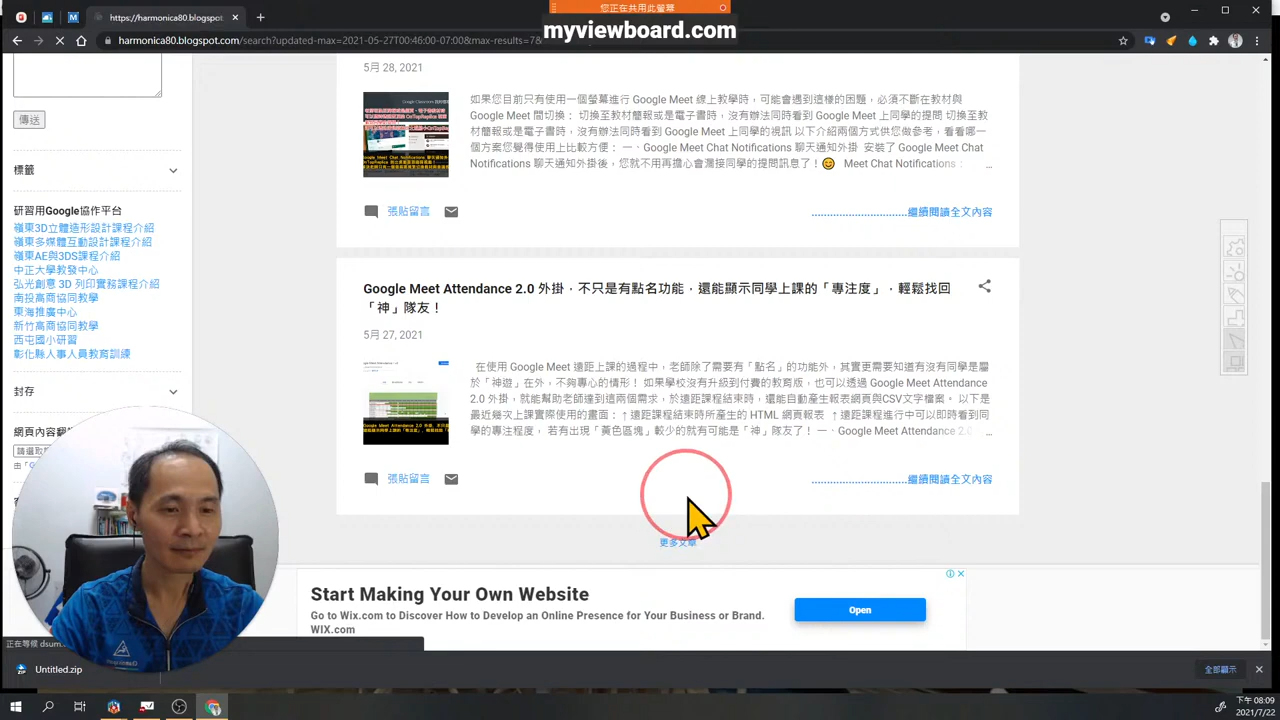 您正在共用此螢幕
myviewboard.com
harmonica80.blogspot.com/search?updated-max=2021-05-27T00:46:00-07:00&max-results=7&
5月 28, 2021
如果您目前只有使用一個螢幕進行 Google Meet 線上教學時，可能會遇到這樣的困題，必須不斷在教材與
Google Meet 間切換： 切換至教材簡報或是電子書時，沒有辦法同時看到 Google Meet 上同學的提問 切換教
材簡報或是電子書時，沒有辦法同時看到 Google Meet 上同學的視訊 以下有幾個方式供您做參考，看看哪一
個方案您覺得使用上比較方便： 一、Google Meet Chat Notifications 聊天通知外掛 安裝了 Google Meet Chat
Notifications 聊天通知外掛後，您就不用再擔心會漏接同學的提問訊息了！😊 Meet Chat Notifications：
...
傳送
標籤
張貼留言
..............................繼續閱讀全文內容
研習用Google協作平台
嶺東3D立體造形設計課程介紹
嶺東多媒體互動設計課程介紹
嶺東AE與3DS課程介紹
中正大學教發中心
弘光創意 3D 列印實務課程介紹
南投高商協同教學
東海推廣中心
新竹高商協同教學
西屯國小研習
彰化縣人事人員教育訓練
封存
Google Meet Attendance 2.0 外掛．不只是有點名功能．還能顯示同學上課的「專注度」．輕鬆找回
「神」隊友！
5月 27, 2021
在使用 Google Meet 遠距上課的過程中，老師除了需要有「點名」的功能外，其實更需要知道有沒有同學是屬
於「神遊」在外，不夠專心的情形！ 如果學校沒有升級到付費的教育版，也可以透過 Google Meet Attendance
2.0 外掛，就能幫助老師達到這兩個需求，於遠距課程結束時，還能自動產生報表網頁與CSV文字檔案。 以下是
最近幾次上課實際使用的畫面：↑ 遠距課程結束時所產生的 HTML 網頁報表 ↑ 遠距課程進行中可以即時看到同
學的專注程度， 若有出現「黃色區塊」較少的就有可能是「神」隊友了！ 一、Google Meet Attendance 2.0
...
張貼留言
..............................繼續閱讀全文內容
更多文章
Start Making Your Own Website
Go to Wix.com to Discover How to Develop an Online Presence for Your Business or Brand.
WIX.com
Open
正在等候 dsum
Untitled.zip
全部顯示
下午 08:09
2021/7/22